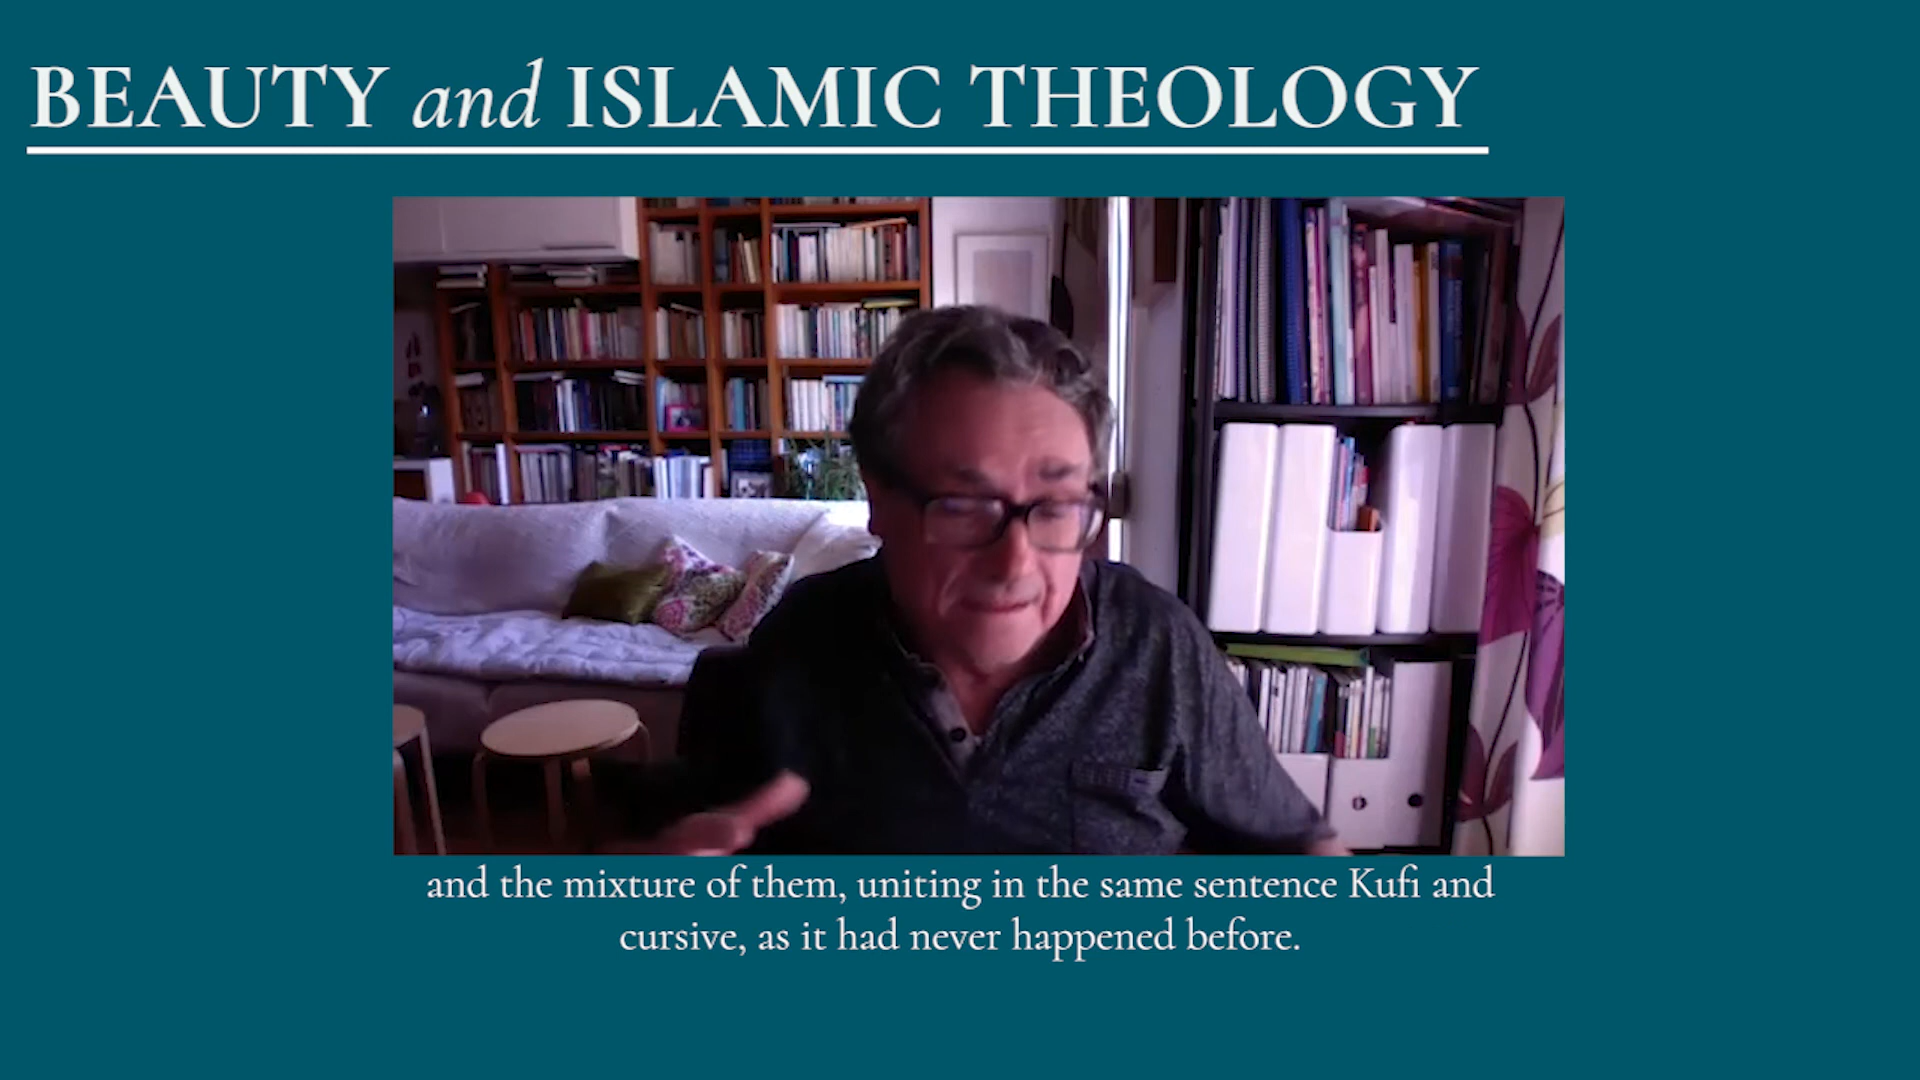 BEAUTY and ISLAMIC THEOLOGY
and the mixture of them, uniting in the same sentence Kufi and
cursive, as it had never happened before.